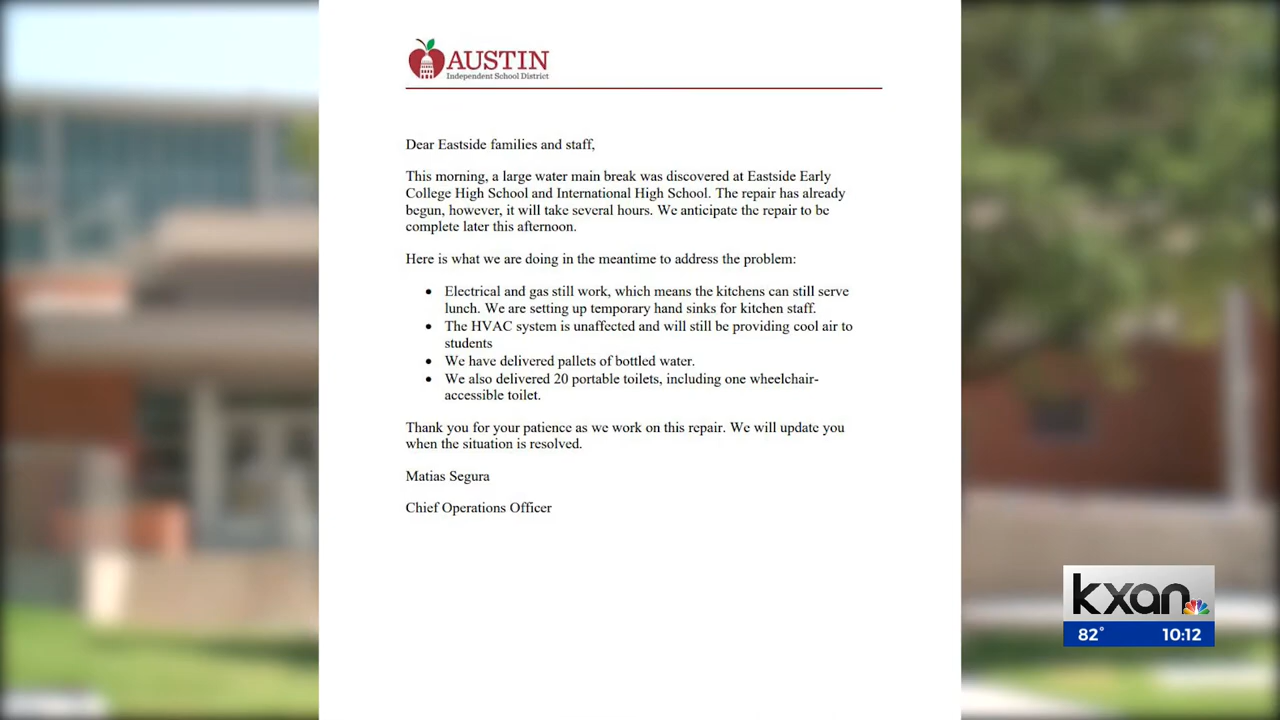 AUSTIN
Independent School District
Dear Eastside families and staff,
This morning, a large water main break was discovered at Eastside Early
College High School and International High School. The repair has already
begun, however, it will take several hours. We anticipate the repair to be
complete later this afternoon.
Here is what we are doing in the meantime to address the problem:
• Electrical and gas still work, which means the kitchens can still serve
lunch. We are setting up temporary hand sinks for kitchen staff.
• The HVAC system is unaffected and will still be providing cool air to
students
• We have delivered pallets of bottled water.
• We also delivered 20 portable toilets, including one wheelchair-
accessible toilet.
Thank you for your patience as we work on this repair. We will update you
when the situation is resolved.
Matias Segura
Chief Operations Officer
kxan
82° 10:12